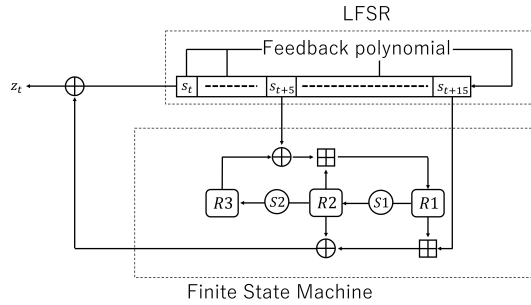 LFSR
Feedback polynomial
z_t
s_t
s_{t+5}
s_{t+15}
R3
S2
R2
S1
R1
Finite State Machine